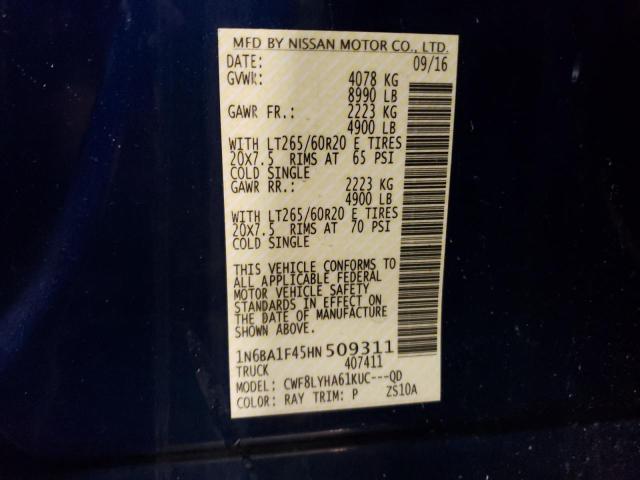 MFD BY NISSAN MOTOR CO., LTD.
DATE: 09/16
GVWR: 4078 KG
8990 LB
GAWR FR.: 2223 KG
4900 LB
WITH LT265/60R20 E TIRES
20x7.5 RIMS AT 65 PSI
COLD SINGLE
GAWR RR.: 2223 KG
4900 LB
WITH LT265/60R20 E TIRES
20x7.5 RIMS AT 70 PSI
COLD SINGLE
THIS VEHICLE CONFORMS TO
ALL APPLICABLE FEDERAL
MOTOR VEHICLE SAFETY
STANDARDS IN EFFECT ON
THE DATE OF MANUFACTURE
SHOWN ABOVE.
1N6BA1F45HN509311
TRUCK 407411
MODEL: CWF8LYHA61KUC---QD
COLOR: RAY TRIM: P ZS10A